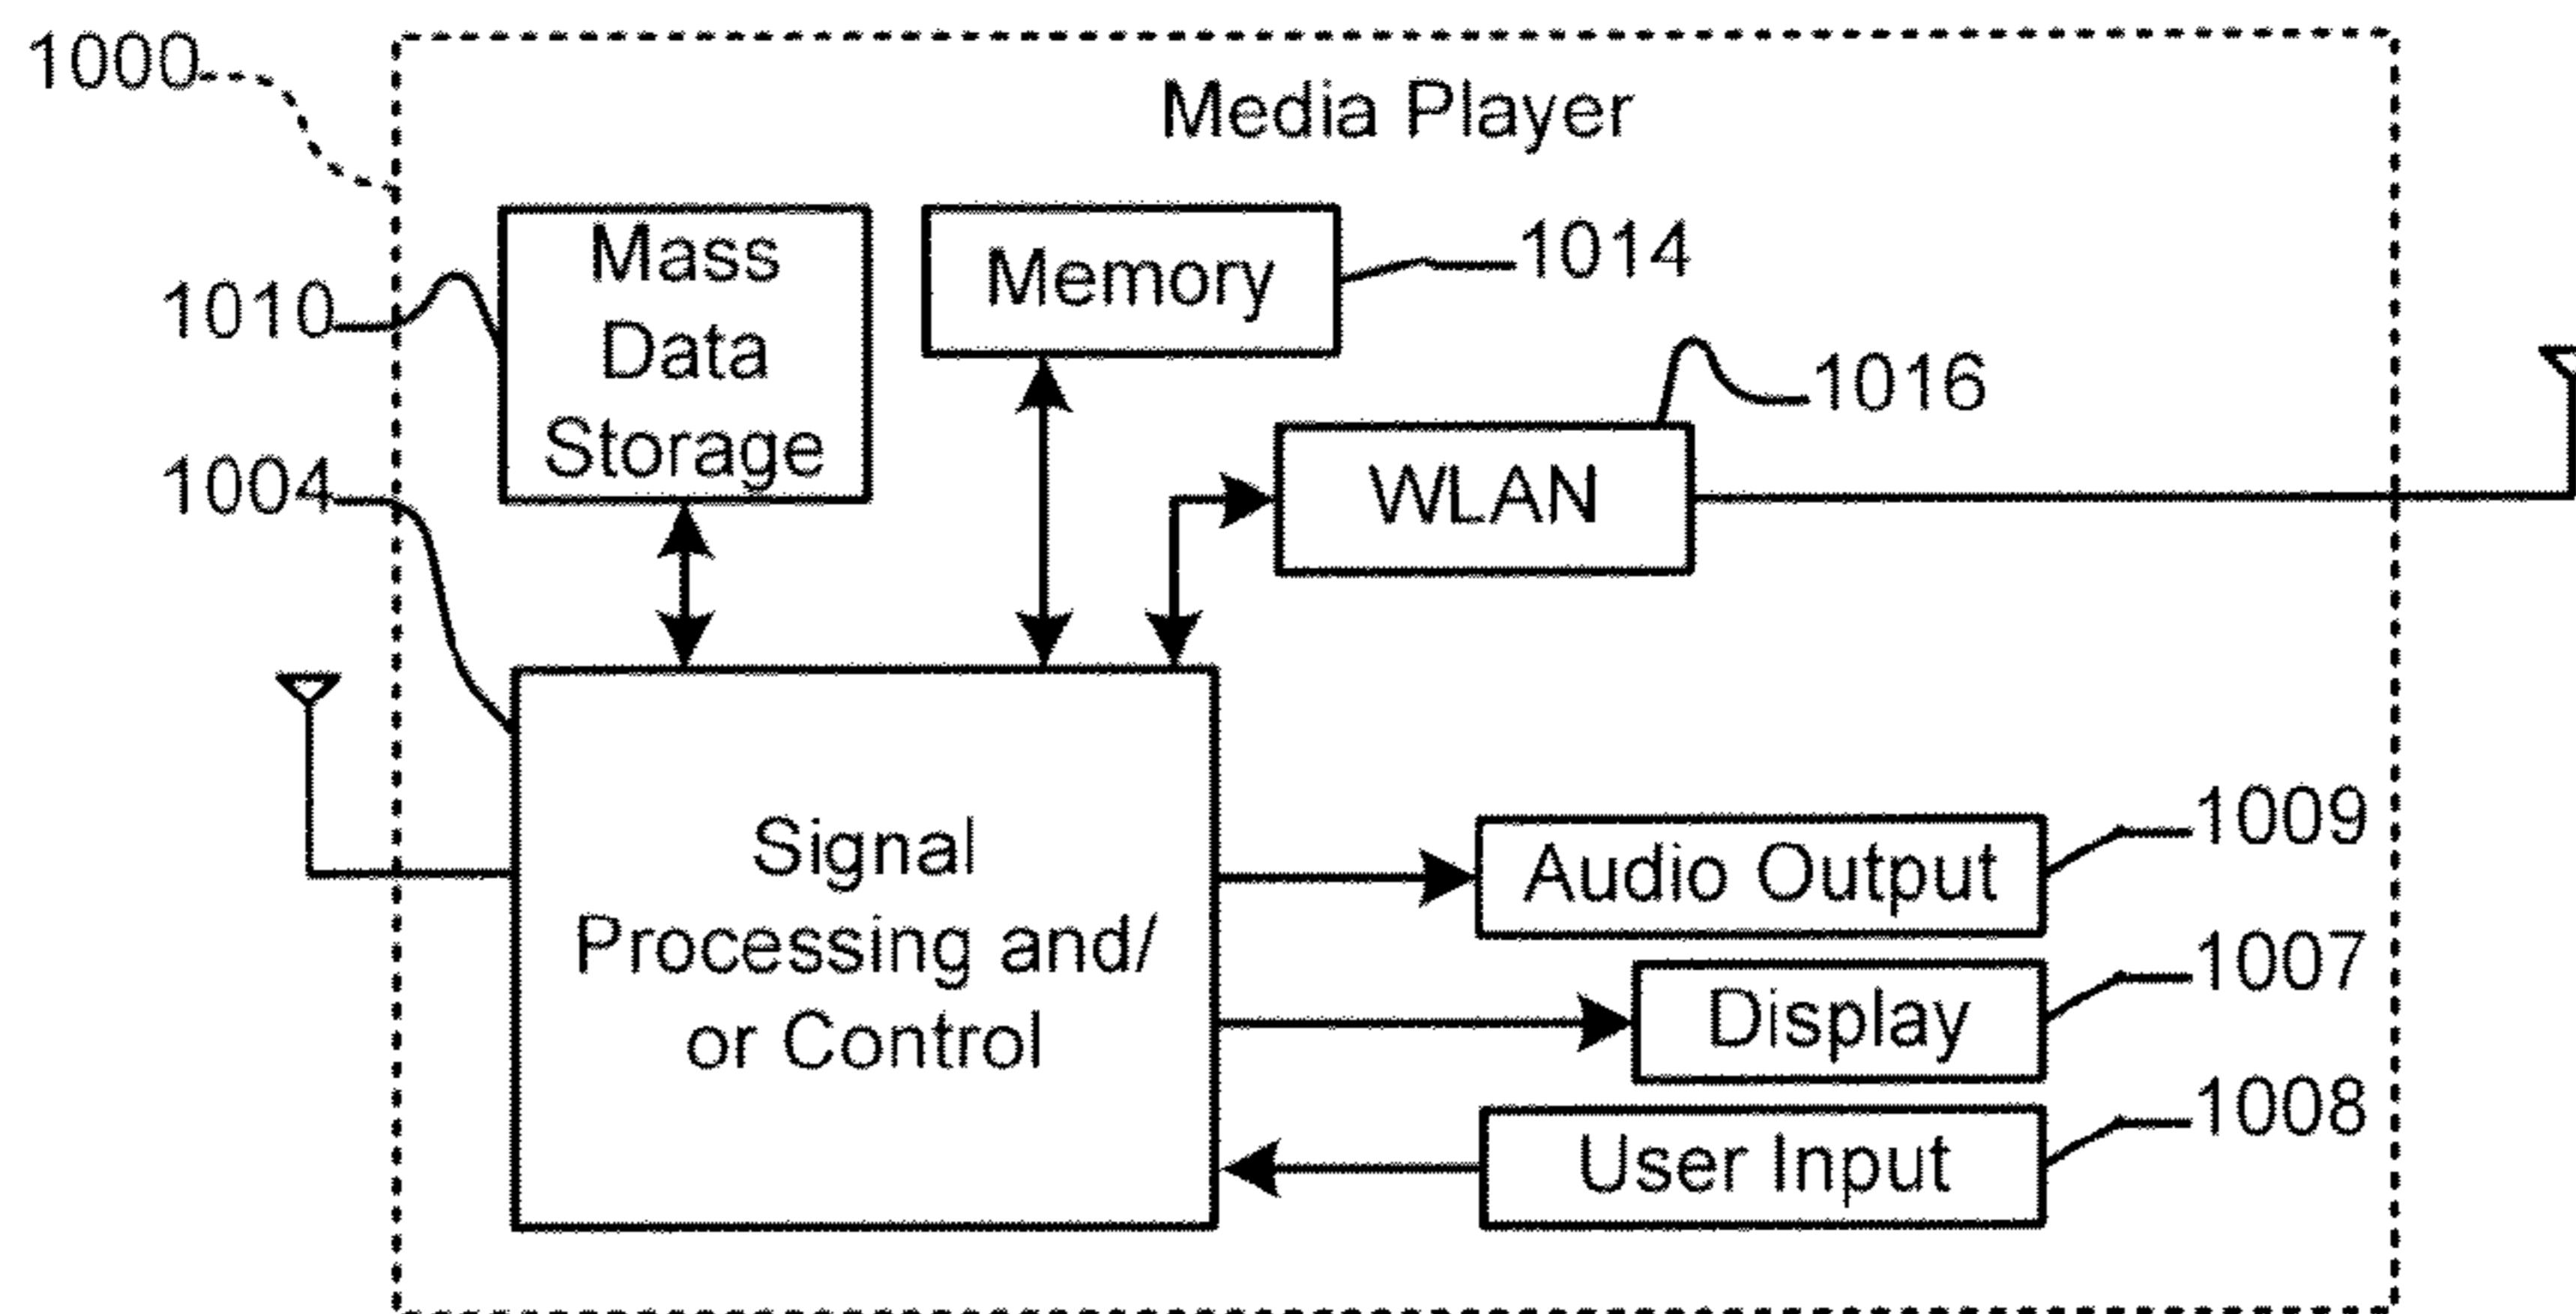 1000
Media Player
Mass
Data
Storage
Memory
1014
1010
1016
WLAN
1004
Signal
Processing and/
or Control
Audio Output
1009
Display
1007
User Input
1008